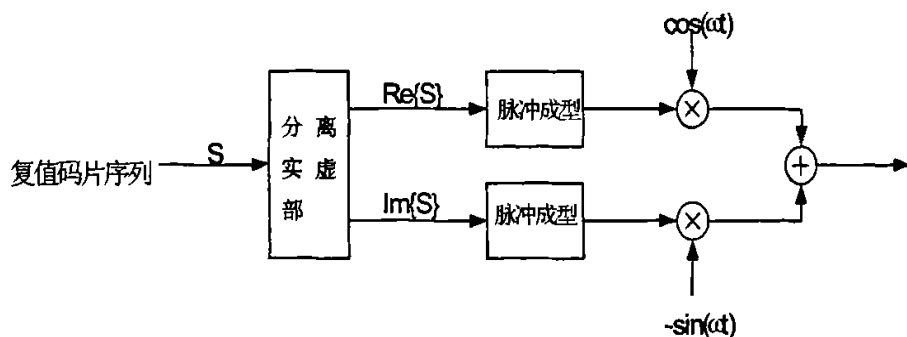 cos(ωt)
Re{S}
脉冲成型
×
分离
实虚
部
S
复值码片序列
+
Im{S}
脉冲成型
×
-sin(ωt)